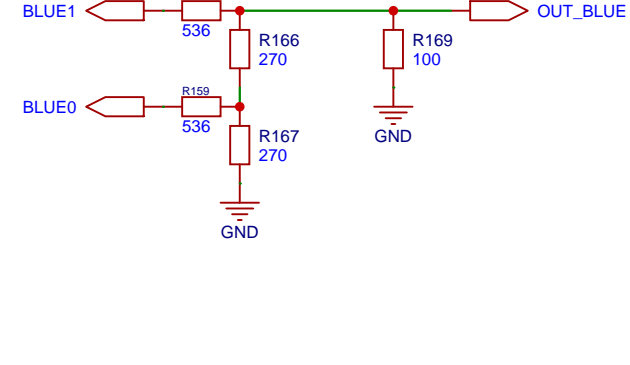 BLUE1
536
OUT_BLUE
R166
270
R169
100
BLUE0
R159
536
GND
R167
270
GND